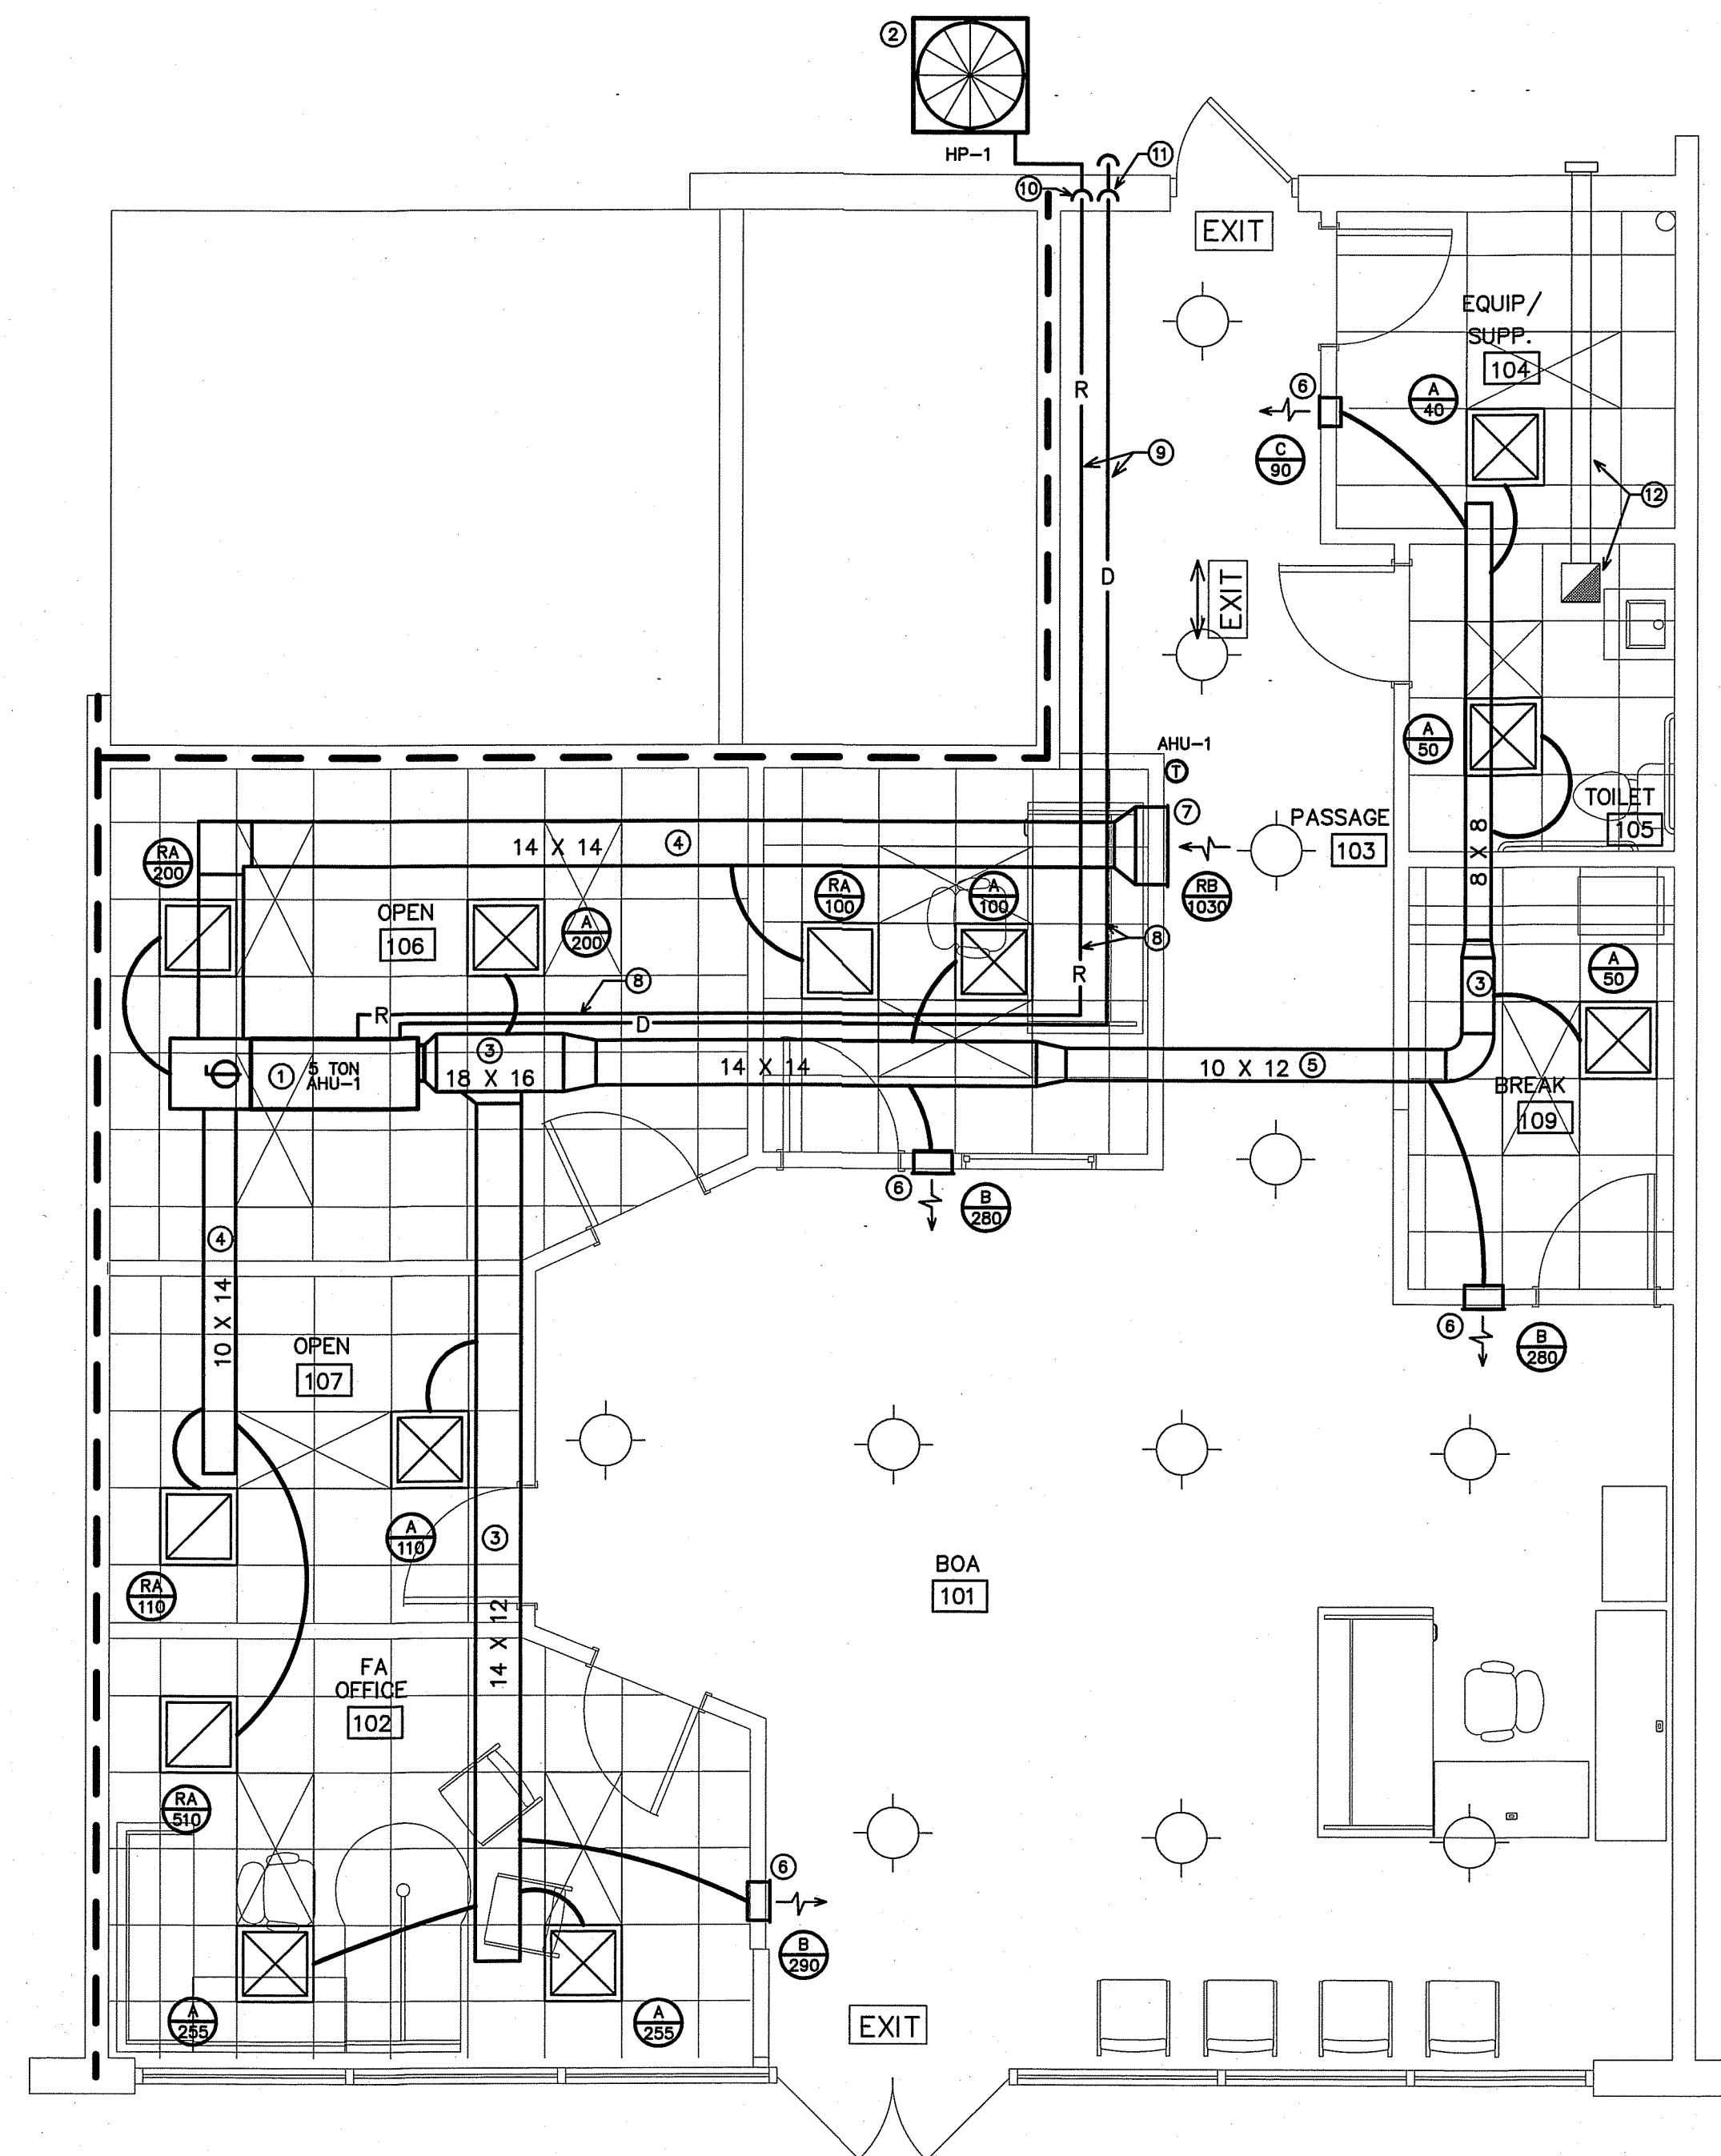 2
HP-1
11
10
EXIT
EQUIP/
SUPP.
104
6
A
40
R
C
90
9
12
D
EXIT
AHU-1
T
A
50
TOILET
105
7
PASSAGE
103
8 X 8
14 X 14
4
RA
200
RA
100
A
100
RB
1030
OPEN
106
A
200
8
8
R
A
50
3
R
D
3
18 X 16
1
5 TON
AHU-1
14 X 14
10 X 12
5
BREAK
109
6
B
280
4
10 X 14
OPEN
107
6
B
280
A
110
3
RA
110
14 X 12
BOA
101
FA
OFFICE
102
RA
510
6
B
290
A
255
A
255
EXIT